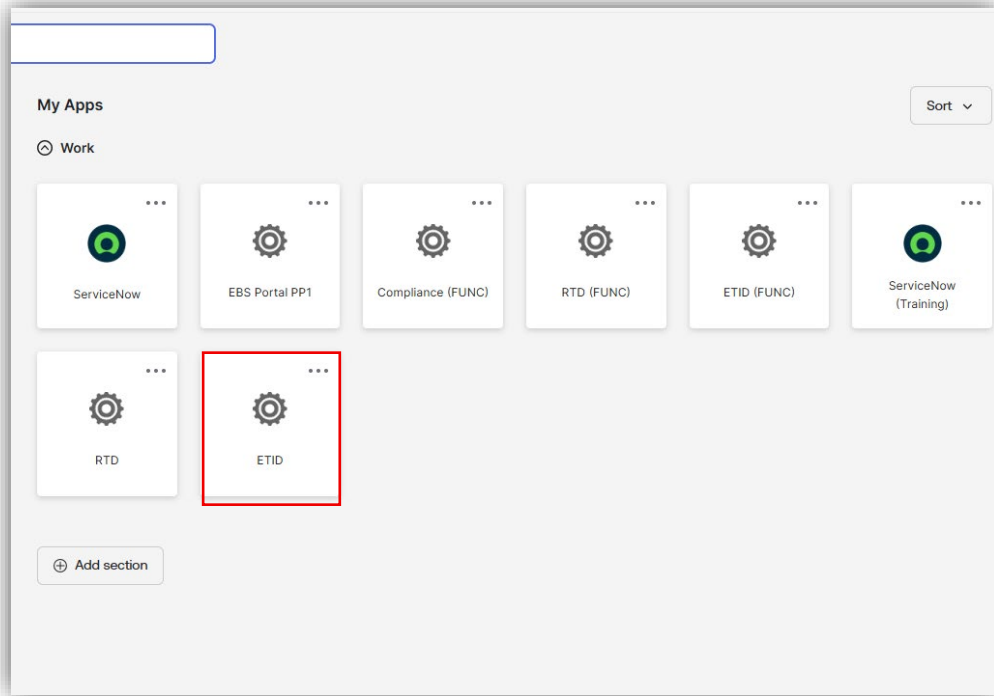 My Apps
Sort
Work
ServiceNow
EBS Portal PP1
Compliance (FUNC)
RTD (FUNC)
ETID (FUNC)
ServiceNow
(Training)
RTD
ETID
Add section